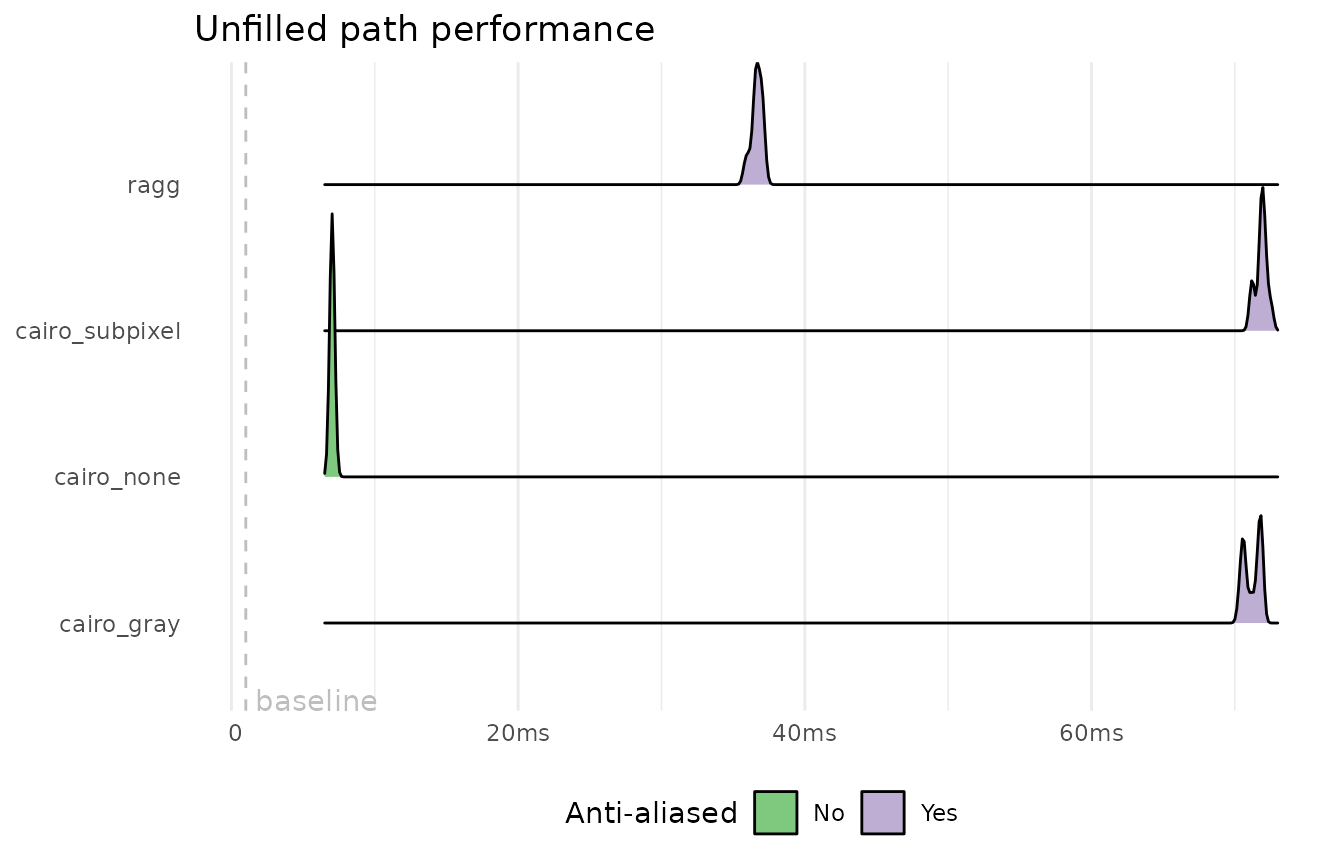 Unfilled path performance
ragg
cairo_subpixel
cairo_none
cairo_gray
baseline
0 20ms 40ms 60ms
Anti-aliased No Yes